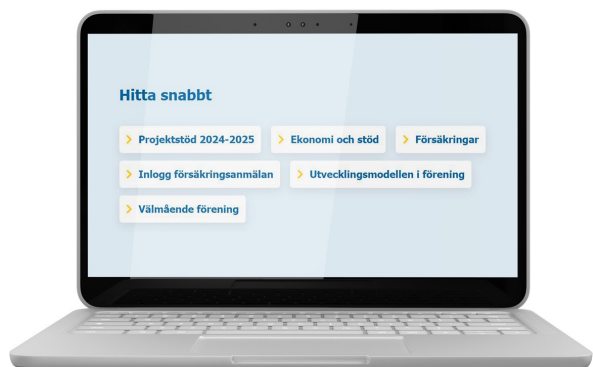 Hitta snabbt
Projektstöd 2024-2025 Ekonomi och stöd Försäkringar
Inlogg försäkringsanmälan Utvecklingsmodellen i förening
Välmående förening